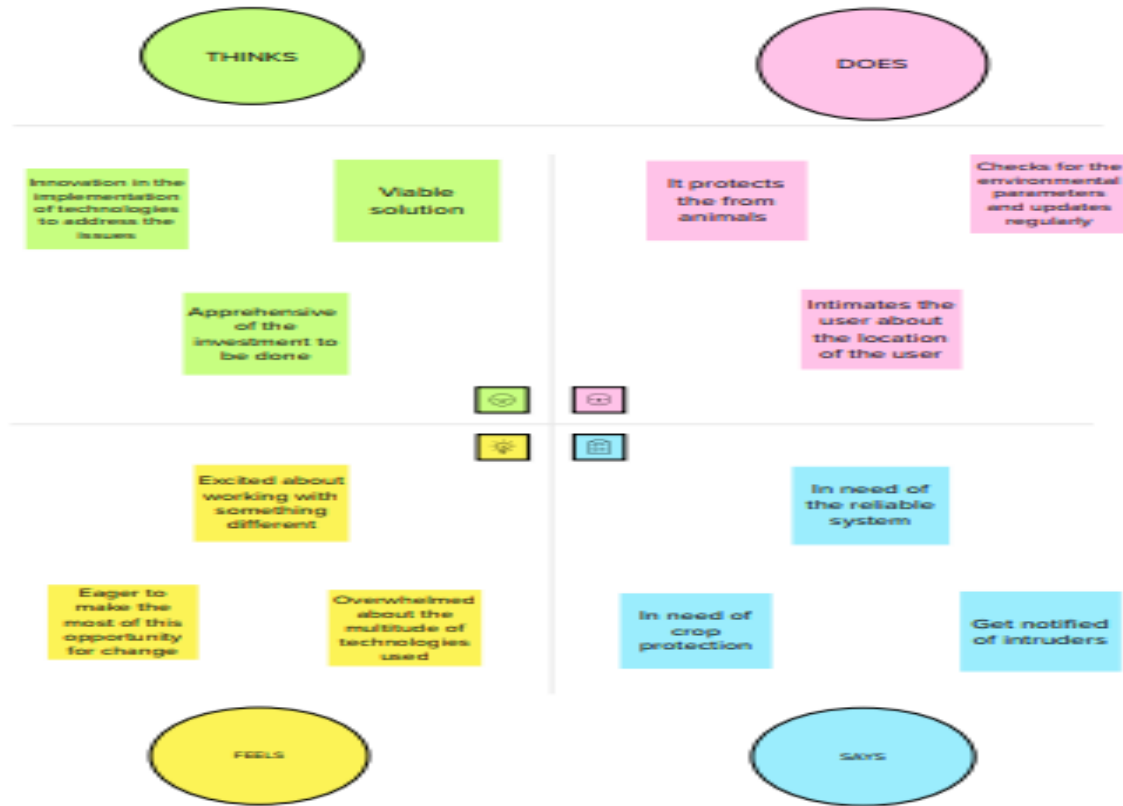 THINKS
DOES
Innovation in the
implementation
of technologies
to address the
issues
Viable
solution
Apprehensive
of the
investment to
be done
It protects
the from
animals
Checks for the
environmental
parameters
and updates
regularly
Intimates the
user about
the location
of the user
Excited about
working with
something
different
Eager to
make the
most of this
opportunity
for change
Overwhelmed
about the
multitude of
technologies
used
In need of
the reliable
system
In need of
crop
protection
Get notified
of intruders
FEELS
SAYS